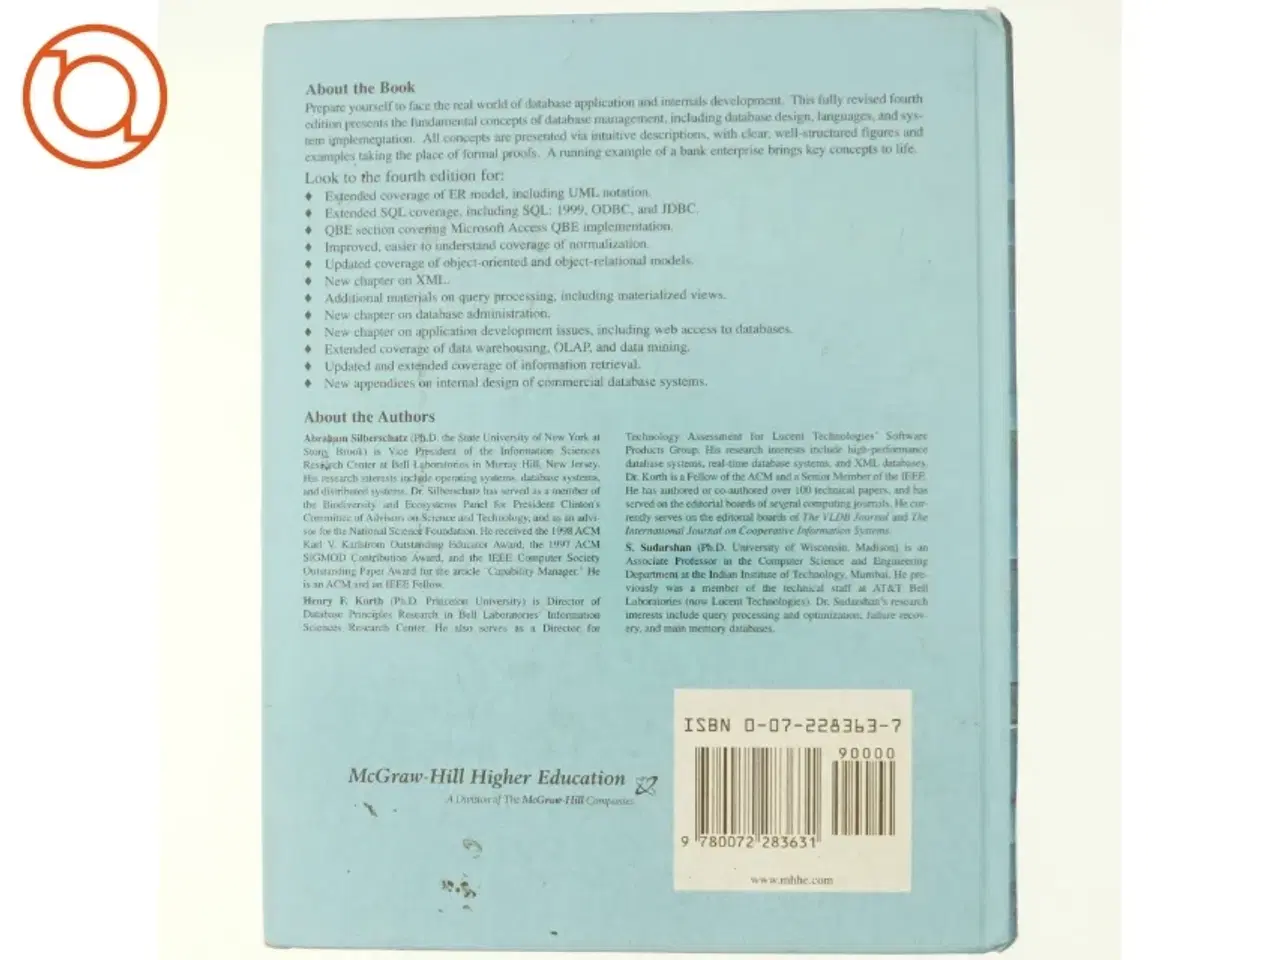 About the Book
Prepare yourself to face the real world of database application and internals development. This fully revised fourth
edition presents the fundamental concepts of database management, including database design, languages, and sys-
tem implementation. All concepts are presented via intuitive descriptions, with clear, well-structured figures and
examples taking the place of formal proofs. A running example of a bank enterprise brings key concepts to life.
Look to the fourth edition for:
♦ Extended coverage of ER model, including UML notation.
♦ Extended SQL coverage, including SQL: 1999, ODBC, and JDBC.
♦ QBE section covering Microsoft Access QBE implementation.
♦ Improved, easier to understand coverage of normalization.
♦ Updated coverage of object-oriented and object-relational models.
♦ New chapter on XML.
♦ Additional materials on query processing, including materialized views.
♦ New chapter on database administration.
♦ New chapter on application development issues, including web access to databases.
♦ Extended coverage of data warehousing, OLAP, and data mining.
♦ Updated and extended coverage of information retrieval.
♦ New appendices on internal design of commercial database systems.
About the Authors
Abraham Silberschatz (Ph.D. the State University of New York at
Stony Brook) is Vice President of the Information Sciences
Research Center at Bell Laboratories in Murray Hill, New Jersey.
His research interests include operating systems, database systems,
and distributed systems. Dr. Silberschatz has served as a member of
the Biodiversity and Ecosystems Panel for President Clinton's
Committee of Advisors on Science and Technology, and as an advi-
sor for the National Science Foundation. He received the 1998 ACM
Karl V. Karlstrom Outstanding Educator Award, the 1997 ACM
SIGMOD Contribution Award, and the IEEE Computer Society
Outstanding Paper Award for the article "Capability Manager." He
is an ACM and an IEEE Fellow.
Henry F. Korth (Ph.D. Princeton University) is Director of
Database Principles Research in Bell Laboratories' Information
Sciences Research Center. He also serves as a Director for
Technology Assessment for Lucent Technologies' Software
Products Group. His research interests include high-performance
database systems, real-time database systems, and XML databases.
Dr. Korth is a Fellow of the ACM and a Senior Member of the IEEE.
He has authored or co-authored over 100 technical papers, and has
served on the editorial boards of several computing journals. He cur-
rently serves on the editorial boards of The VLDB Journal and The
International Journal on Cooperative Information Systems.
S. Sudarshan (Ph.D. University of Wisconsin, Madison) is an
Associate Professor in the Computer Science and Engineering
Department at the Indian Institute of Technology, Mumbai. He pre-
viously was a member of the technical staff at AT&T Bell
Laboratories (now Lucent Technologies). Dr. Sudarshan's research
interests include query processing and optimization, failure recov-
ery, and main memory databases.
ISBN 0-07-228363-7
90000
McGraw-Hill Higher Education
A Division of The McGraw-Hill Companies
9 780072 283631
www.mhhe.com